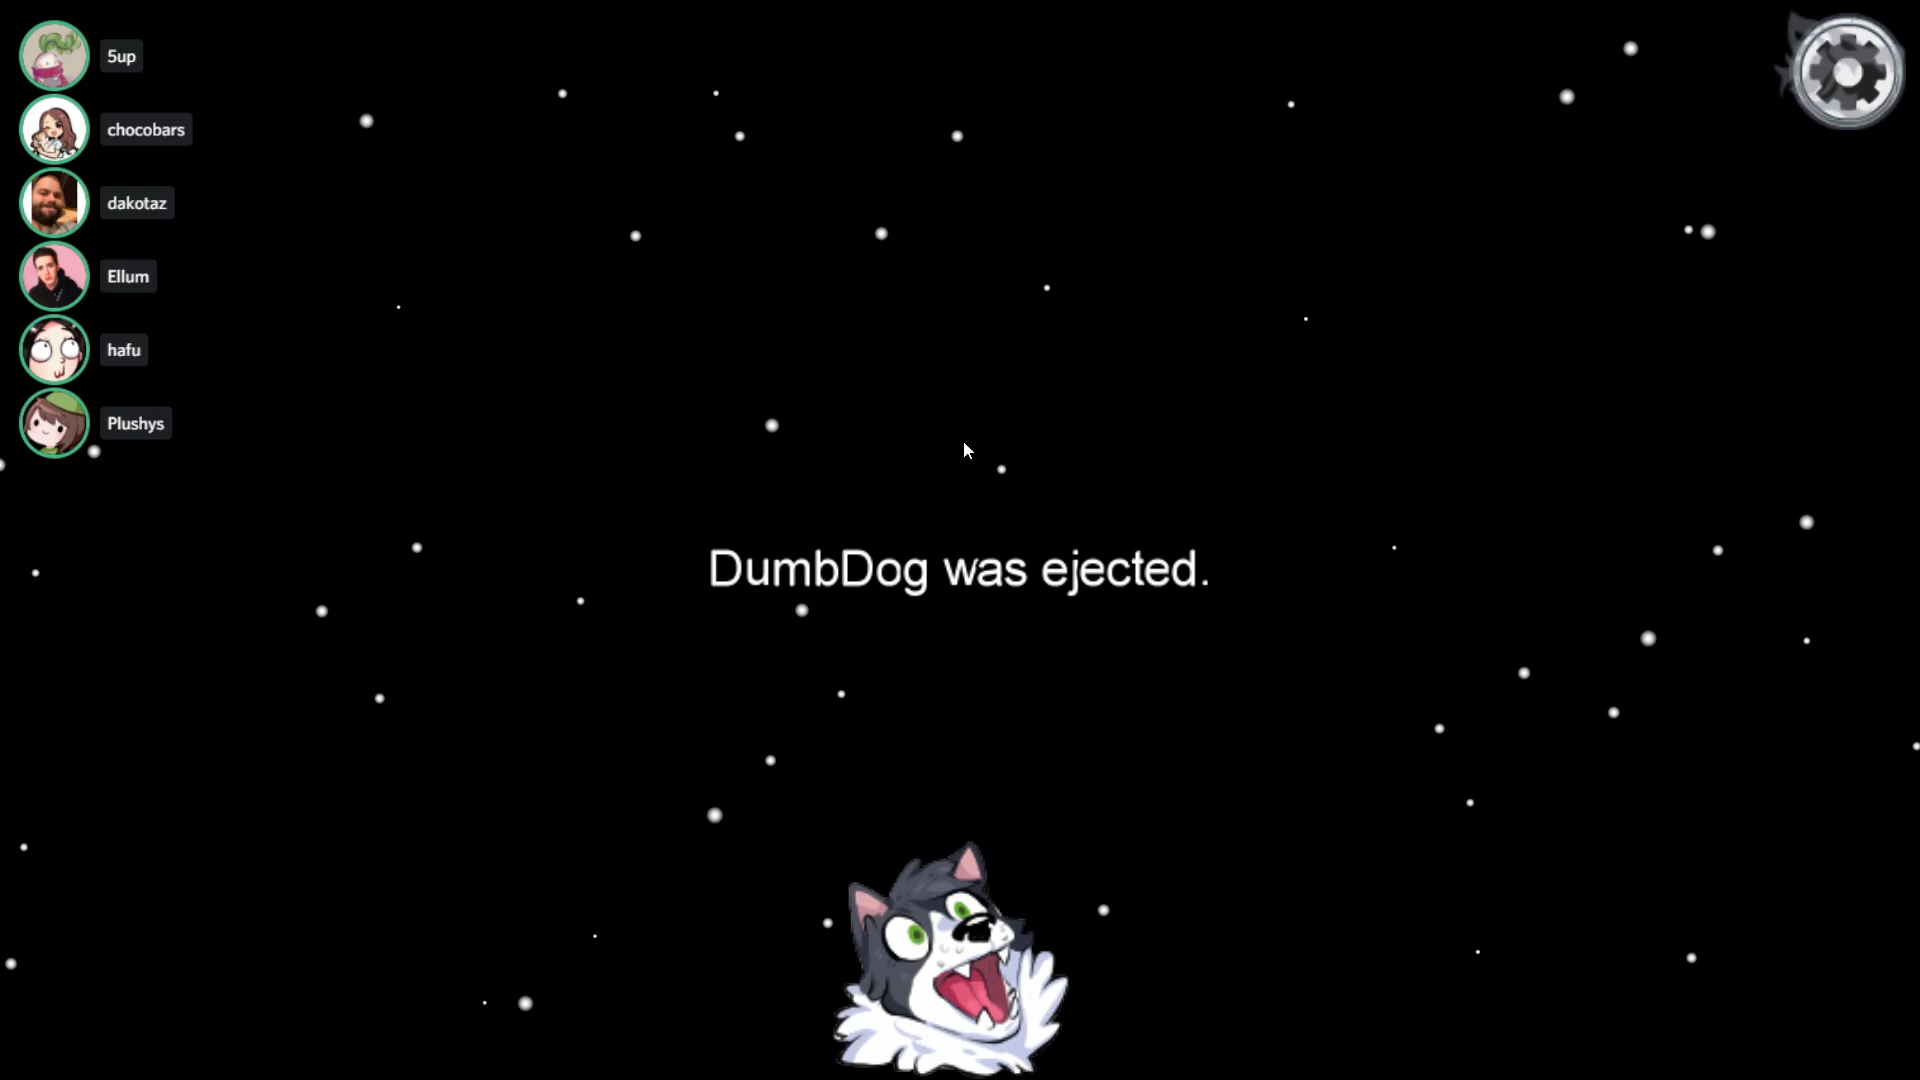 5up
chocobars
dakotaz
Ellum
hafu
Plushys
DumbDog was ejected.